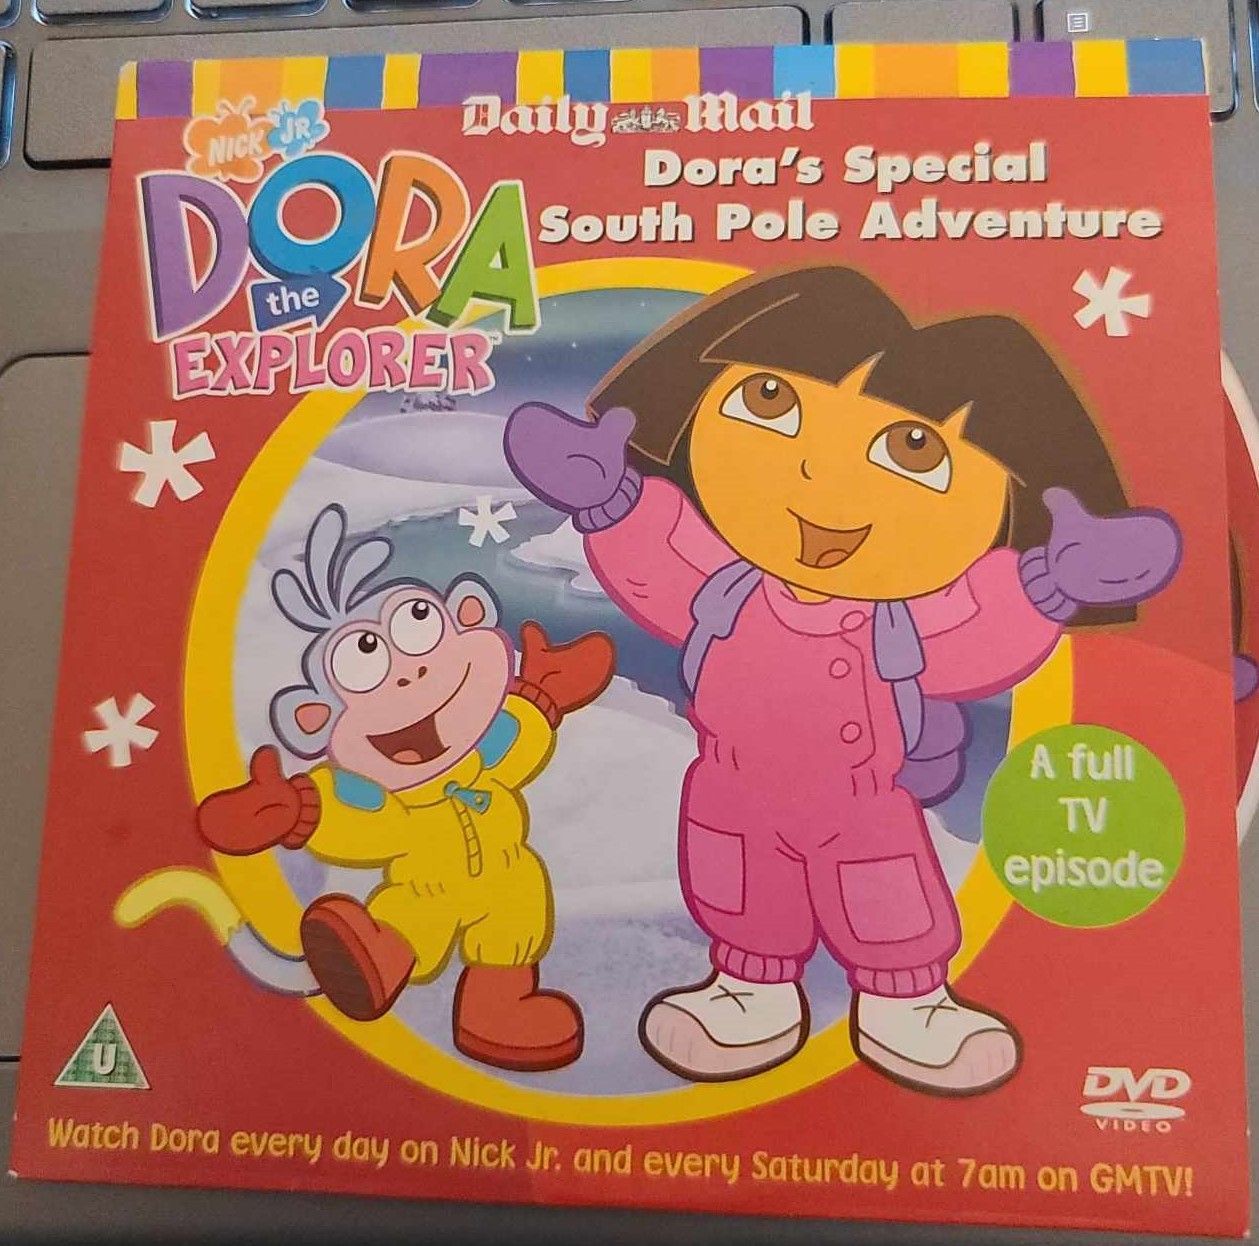 Daily Mail
NICK JR
DORA
the
EXPLORER™
Dora's Special
South Pole Adventure
A full
TV
episode
U
DVD
VIDEO
Watch Dora every day on Nick Jr. and every Saturday at 7am on GMTV!